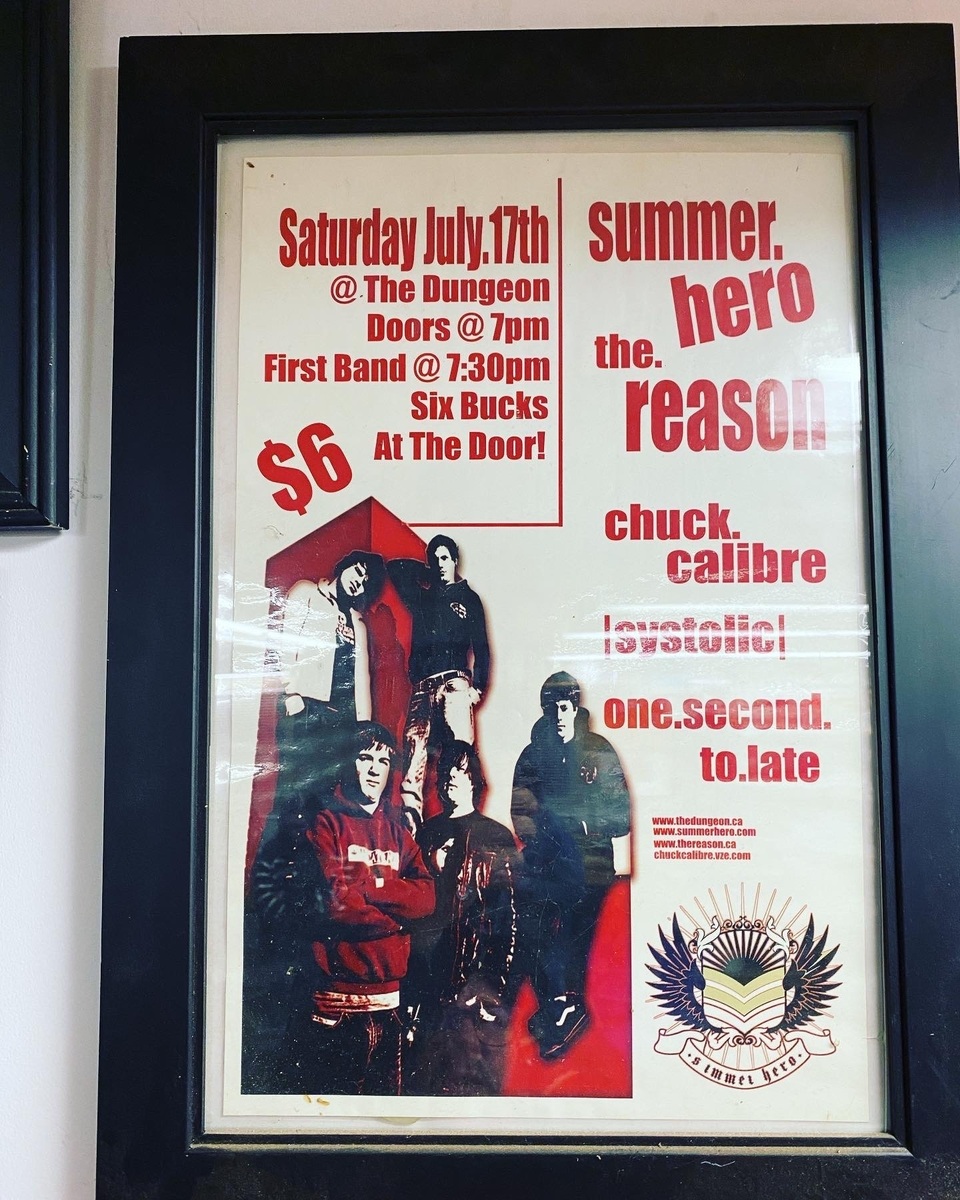 Saturday July.17th
@ The Dungeon
Doors @ 7pm
First Band @ 7:30pm
Six Bucks
At The Door!
$6
summer.
hero
the.
reason
chuck.
calibre
|systolic|
one.second.
to.late
www.thedungeon.ca
www.summerhero.com
www.thereason.ca
chuckcalibre.vze.com